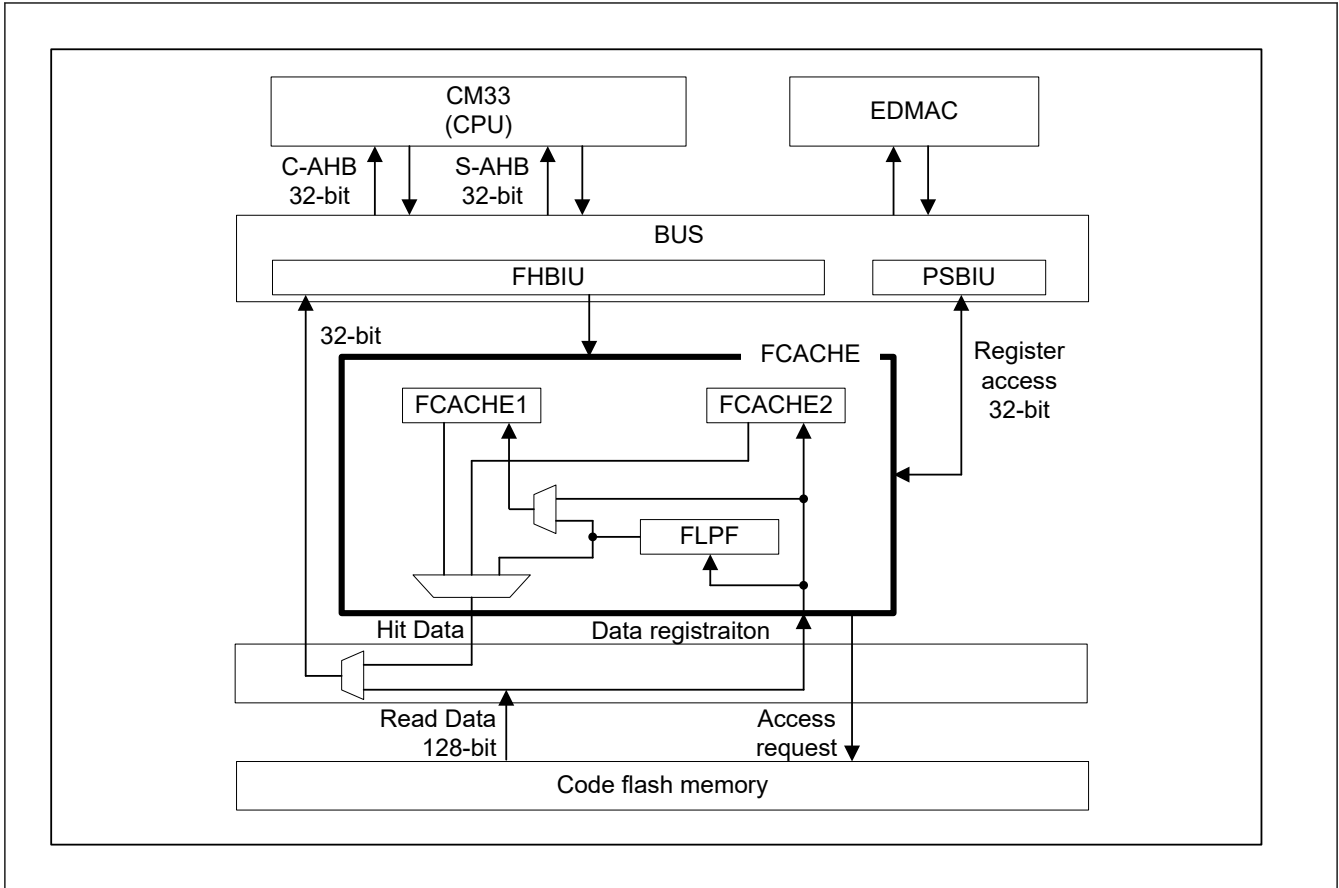 CM33
(CPU)
EDMAC
C-AHB
32-bit
S-AHB
32-bit
BUS
FHBIU
PSBIU
32-bit
FCACHE
Register
access
32-bit
FCACHE1
FCACHE2
FLPF
Hit Data
Data registraiton
Read Data
128-bit
Access
request
Code flash memory